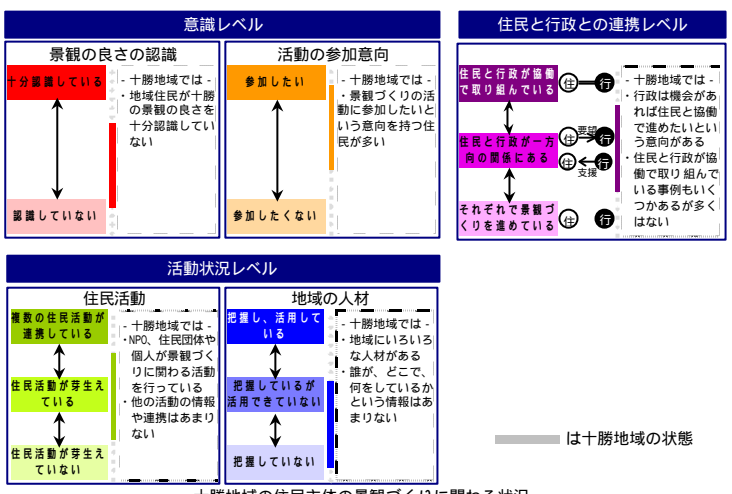 意識レベル
景観の良さの認識
十分認識している
認識していない
- 十勝地域では -
・地域住民が十勝
の景観の良さを
十分認識してい
ない
活動の参加意向
参加したい
参加したくない
- 十勝地域では -
・景観づくりの活
動に参加したいと
いう意向を持つ住
民が多い
住民と行政との連携レベル
住民と行政が協働
で取り組んでいる
住 行
住民と行政が一方
向の関係にある
住 要望 行
住 行
支援
それぞれで景観づ
くりを進めている
住 行
- 十勝地域では -
・行政は機会があ
れば住民と協働
で進めたいとい
う意向がある
・住民と行政が協
働で取り組んで
いる事例もいく
つかあるが多く
はない
活動状況レベル
住民活動
複数の住民活動が
連携している
住民活動が芽生え
ている
住民活動が芽生え
ていない
- 十勝地域では -
・NPO、住民団体や
個人が景観づく
りに関わる活動
を行っている
・他の活動の情報
や連携はあまり
ない
地域の人材
把握し、活用して
いる
把握しているが
活用できていない
把握していない
- 十勝地域では -
・地域にいろいろ
な人材がある
・誰が、どこで、
何をしているか
という情報はあ
まりない
は十勝地域の状態
十勝地域の住民主体の景観づくりに関わる状況